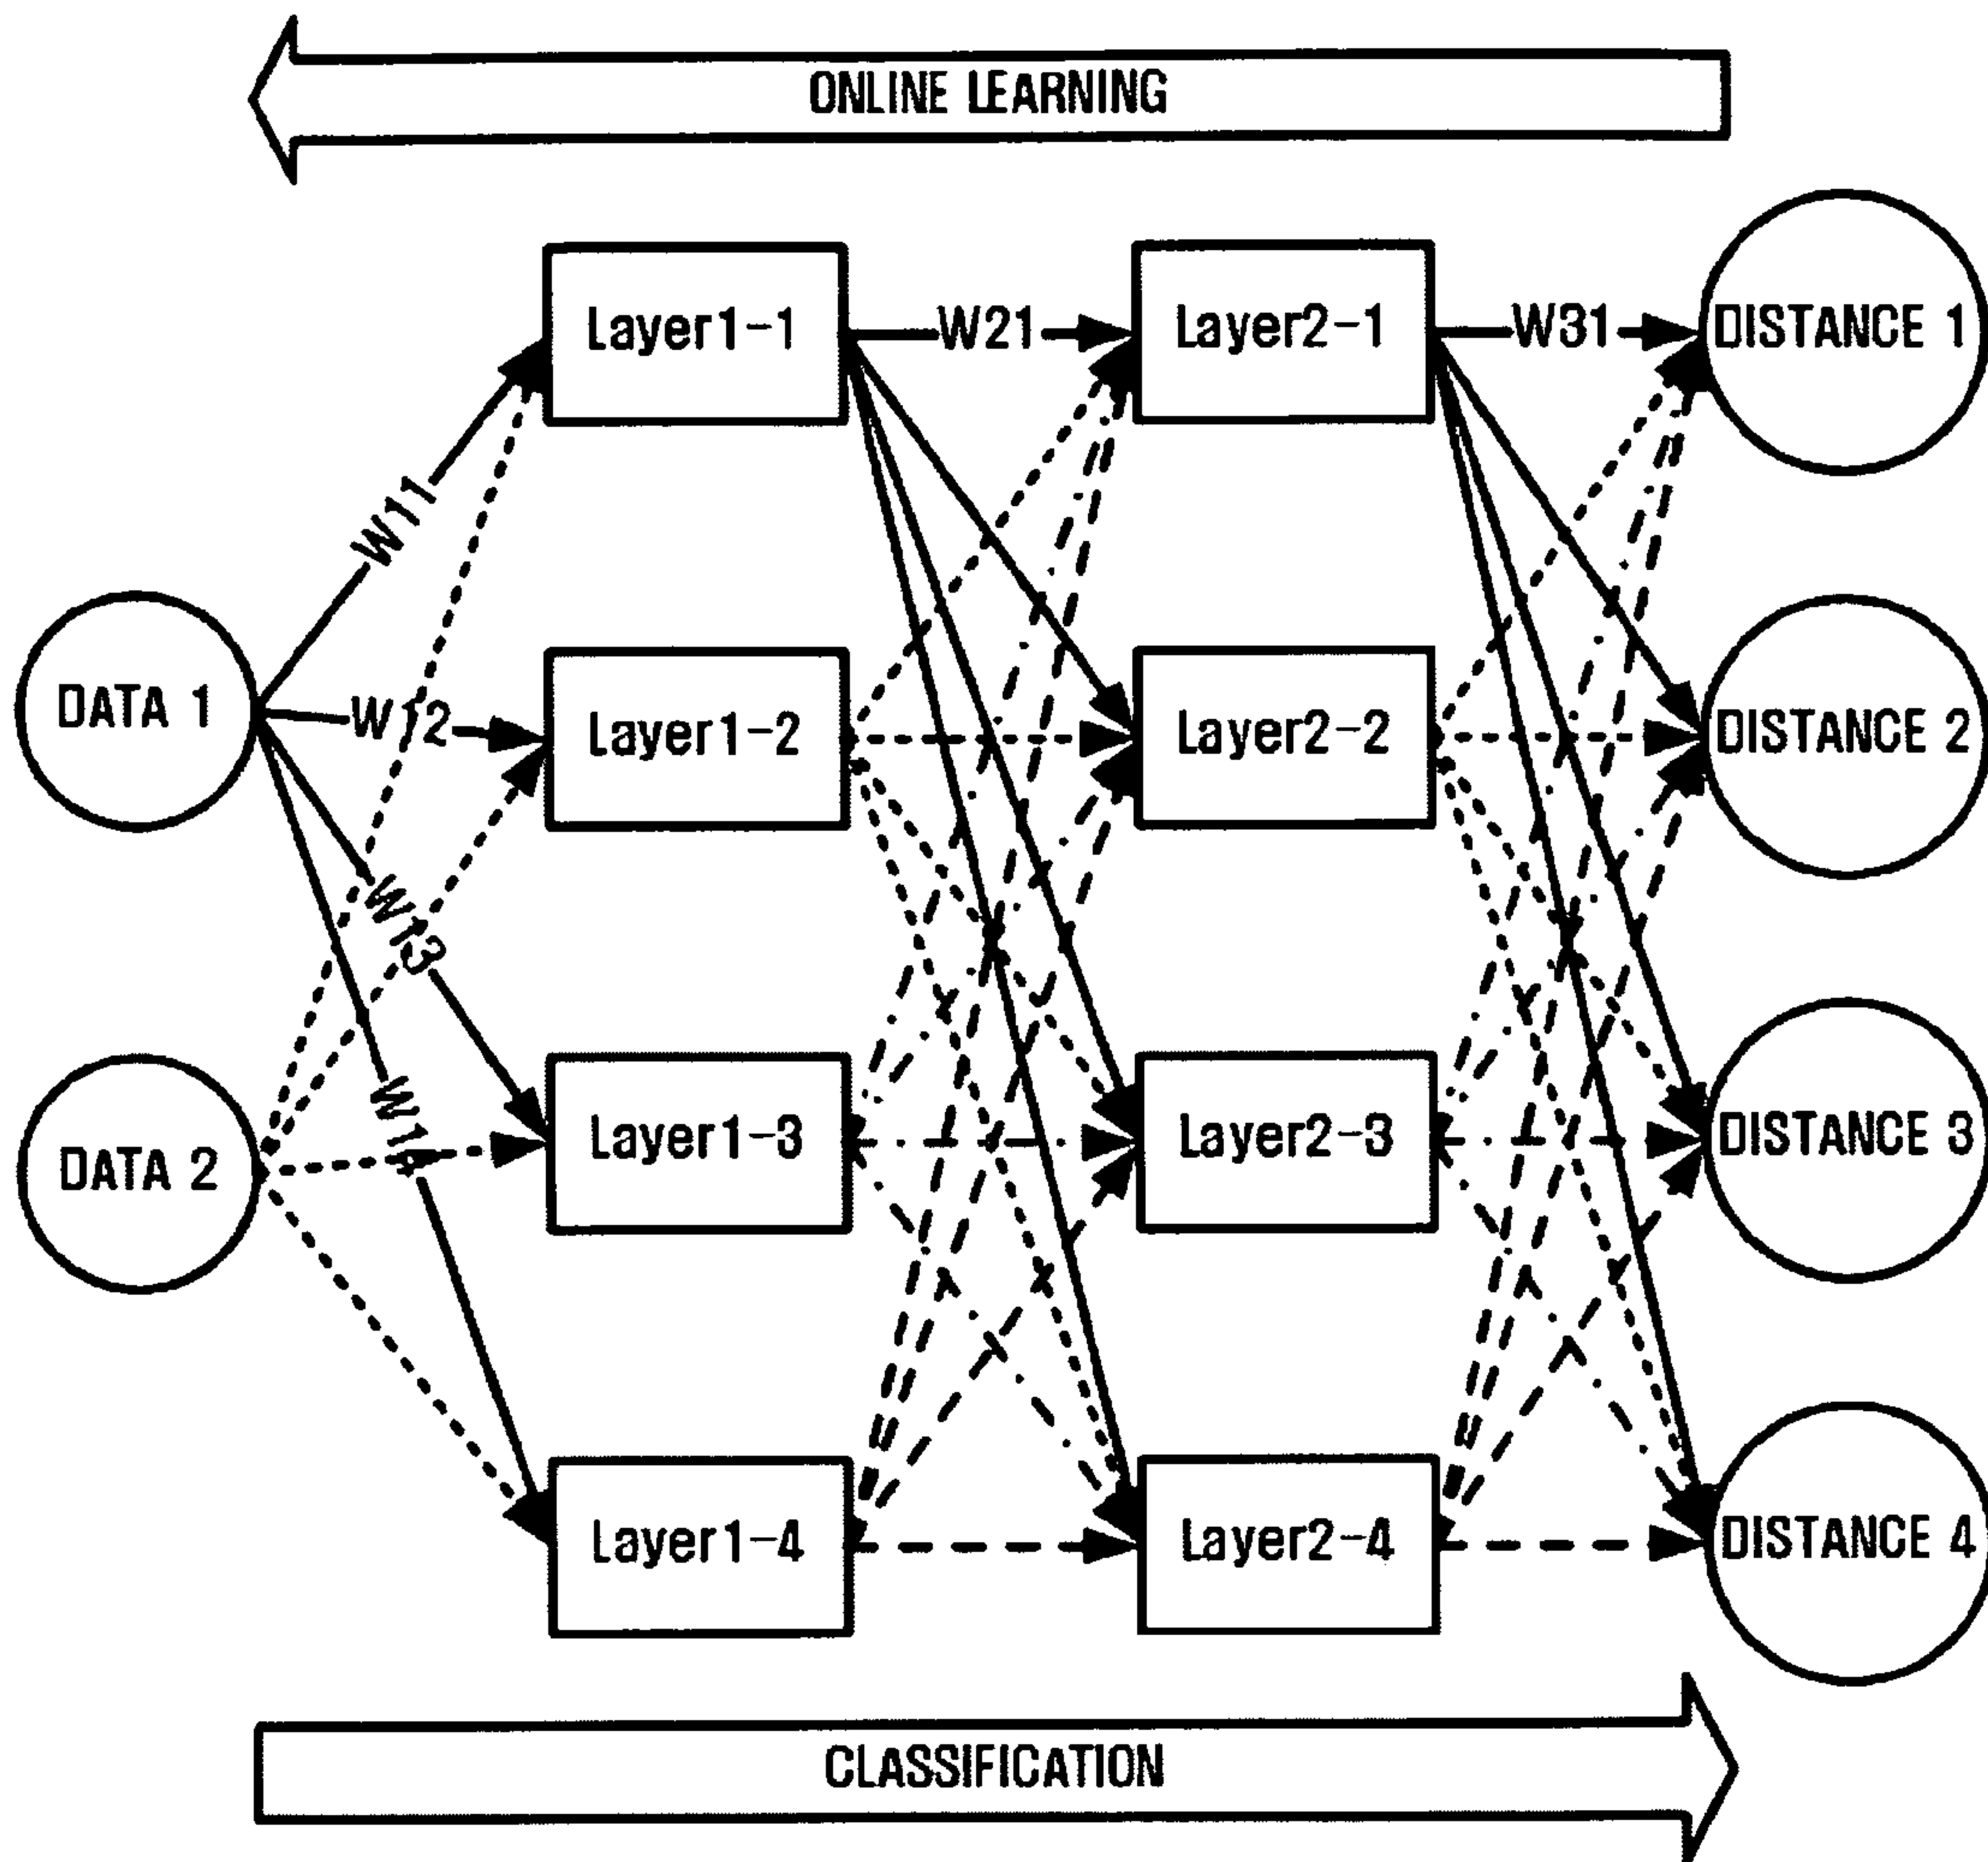 ONLINE LEARNING
Layer1-1
W21
Layer2-1
W31
DISTANCE 1
W11
DATA 1
W12
Layer1-2
Layer2-2
DISTANCE 2
W13
DATA 2
W14
Layer1-3
Layer2-3
DISTANCE 3
Layer1-4
Layer2-4
DISTANCE 4
CLASSIFICATION